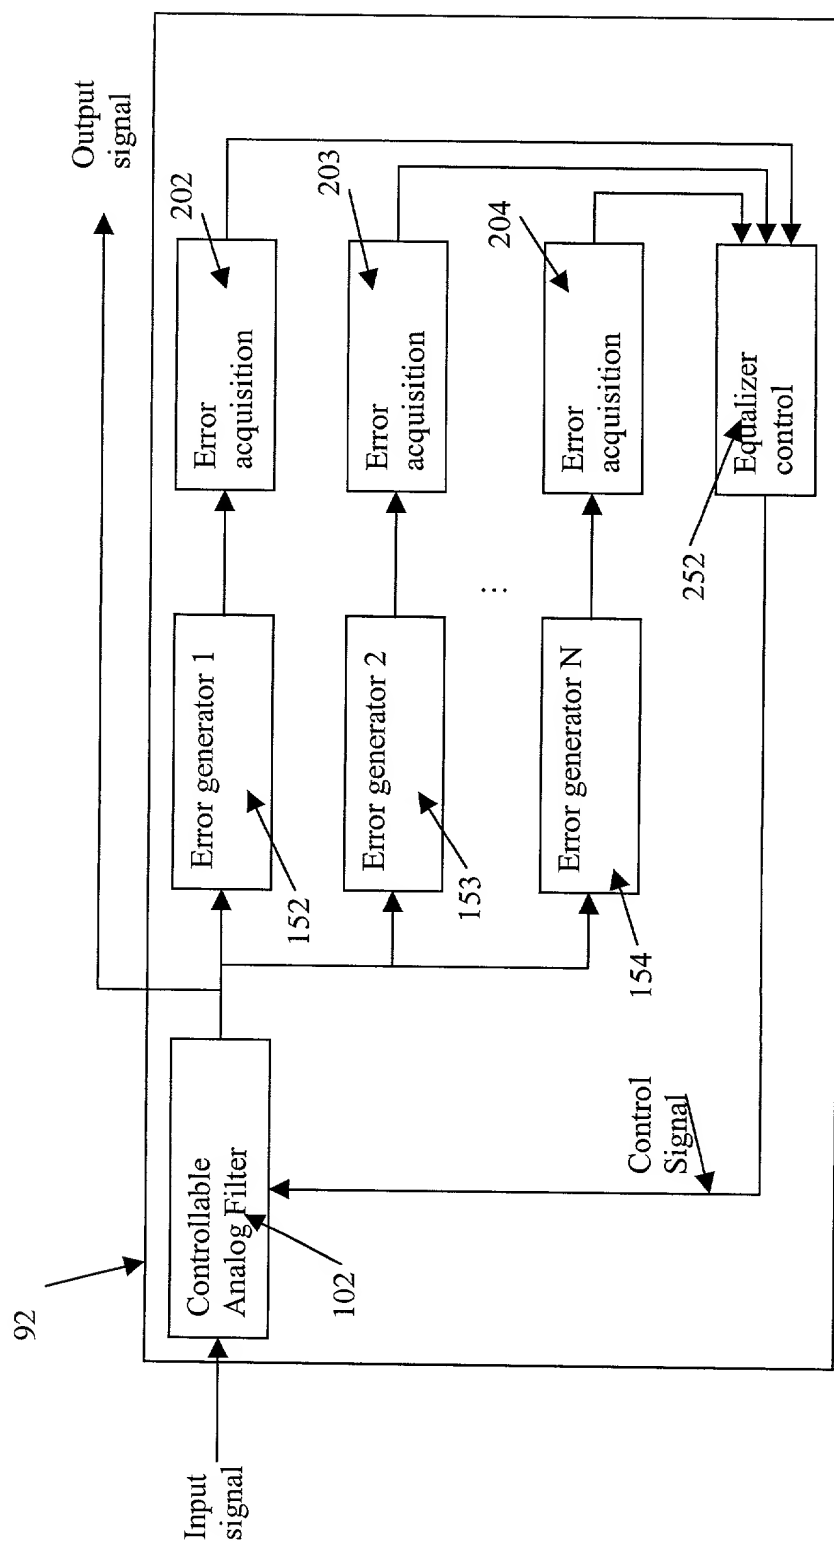 92
Input
signal
Controllable
Analog Filter
102
Output
signal
Error generator 1
152
Error
acquisition
202
Error generator 2
153
Error
acquisition
203
...
Error generator N
154
Error
acquisition
204
Control
Signal
Equalizer
control
252